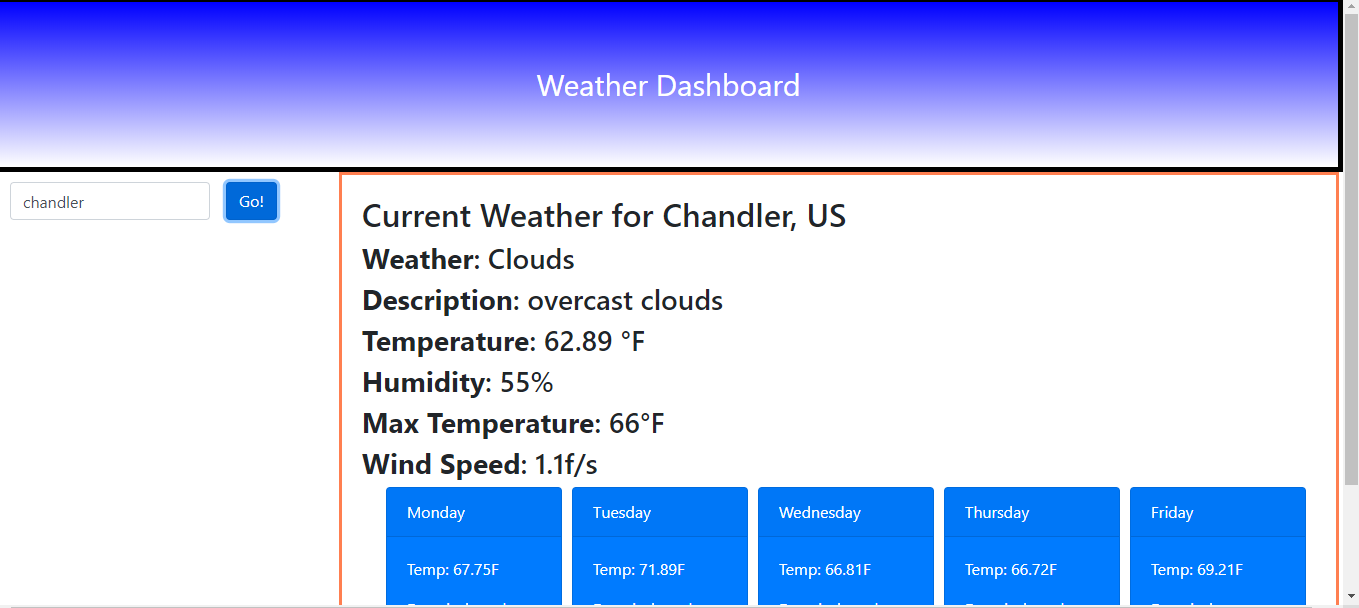 Weather Dashboard
chandler
Go!
Current Weather for Chandler, US
Weather: Clouds
Description: overcast clouds
Temperature: 62.89 °F
Humidity: 55%
Max Temperature: 66°F
Wind Speed: 1.1f/s
Monday
Tuesday
Wednesday
Thursday
Friday
Temp: 67.75F
Temp: 71.89F
Temp: 66.81F
Temp: 66.72F
Temp: 69.21F